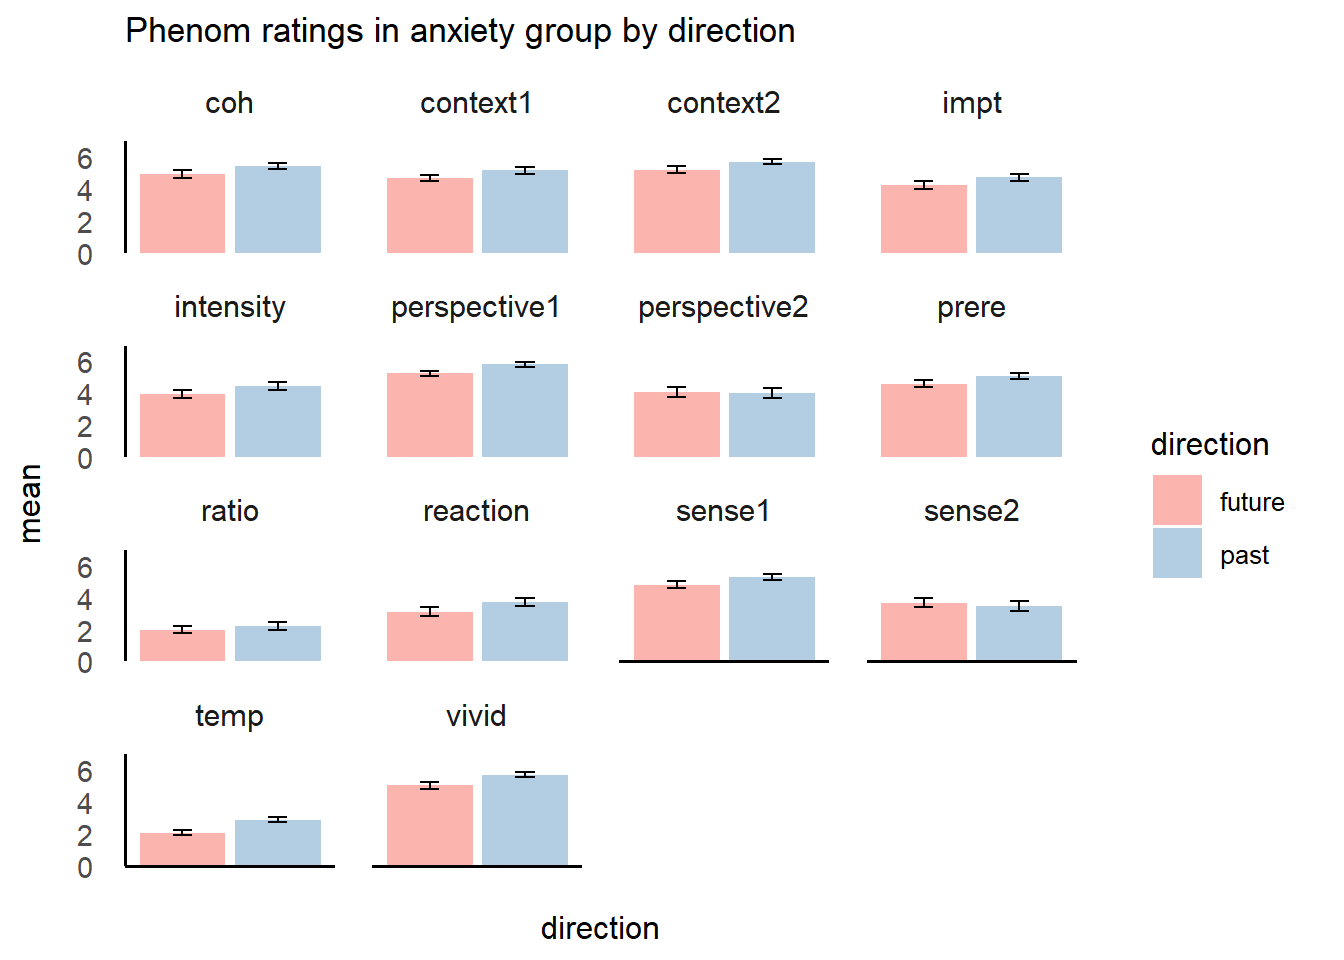 Phenom ratings in anxiety group by direction
coh context1 context2 impt
6
4
2
0
intensity perspective1 perspective2 prere
6
4
2
0
ratio reaction sense1 sense2
6
4
2
0
temp vivid
6
4
2
0
mean
direction
direction
future
past